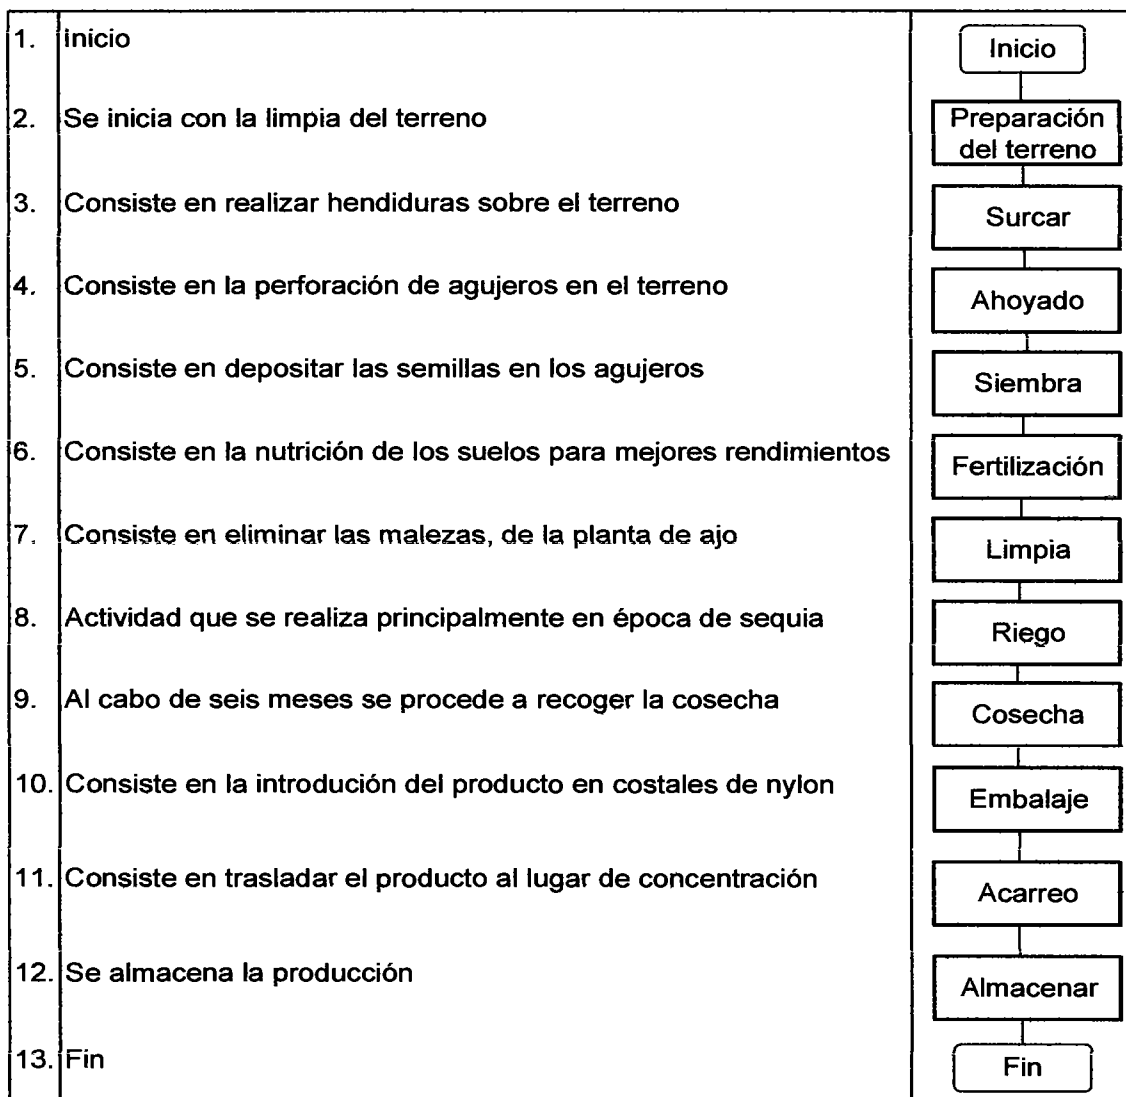 1. Inicio Inicio
2. Se inicia con la limpia del terreno Preparación
del terreno
3. Consiste en realizar hendiduras sobre el terreno Surcar
4. Consiste en la perforación de agujeros en el terreno Ahoyado
5. Consiste en depositar las semillas en los agujeros Siembra
6. Consiste en la nutrición de los suelos para mejores rendimientos Fertilización
7. Consiste en eliminar las malezas, de la planta de ajo Limpia
8. Actividad que se realiza principalmente en época de sequia Riego
9. Al cabo de seis meses se procede a recoger la cosecha Cosecha
10. Consiste en la introdución del producto en costales de nylon Embalaje
11. Consiste en trasladar el producto al lugar de concentración Acarreo
12. Se almacena la producción Almacenar
13. Fin Fin